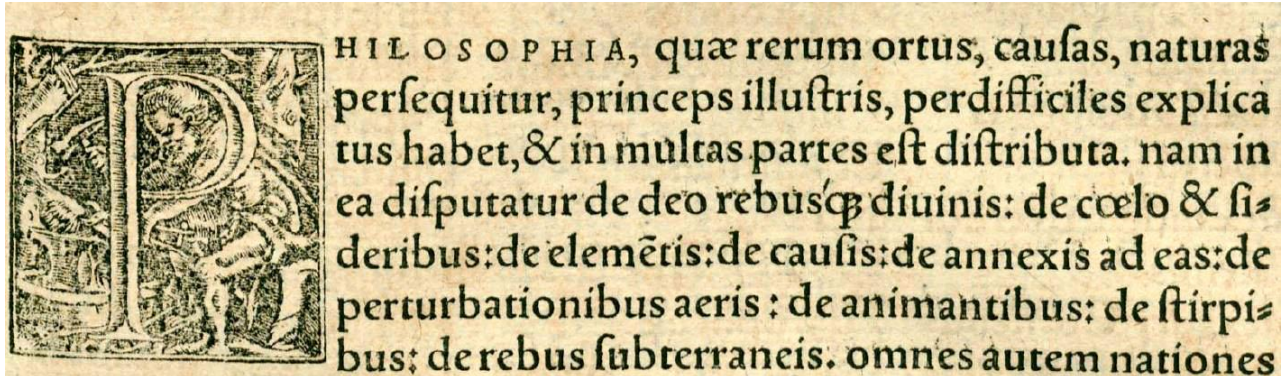 PHILOSOPHIA, quæ rerum ortus, cauſas, naturas
perſequitur, princeps illuſtris, perdifficiles explica
tus habet, & in multas partes eſt diſtributa. nam in
ea diſputatur de deo rebusq́ꝫ diuinis: de cœlo & ſi⸗
deribus: de elemẽtis: de cauſis: de annexis ad eas: de
perturbationibus aeris : de animantibus: de ſtirpi⸗
bus: de rebus ſubterraneis. omnes autem nationes